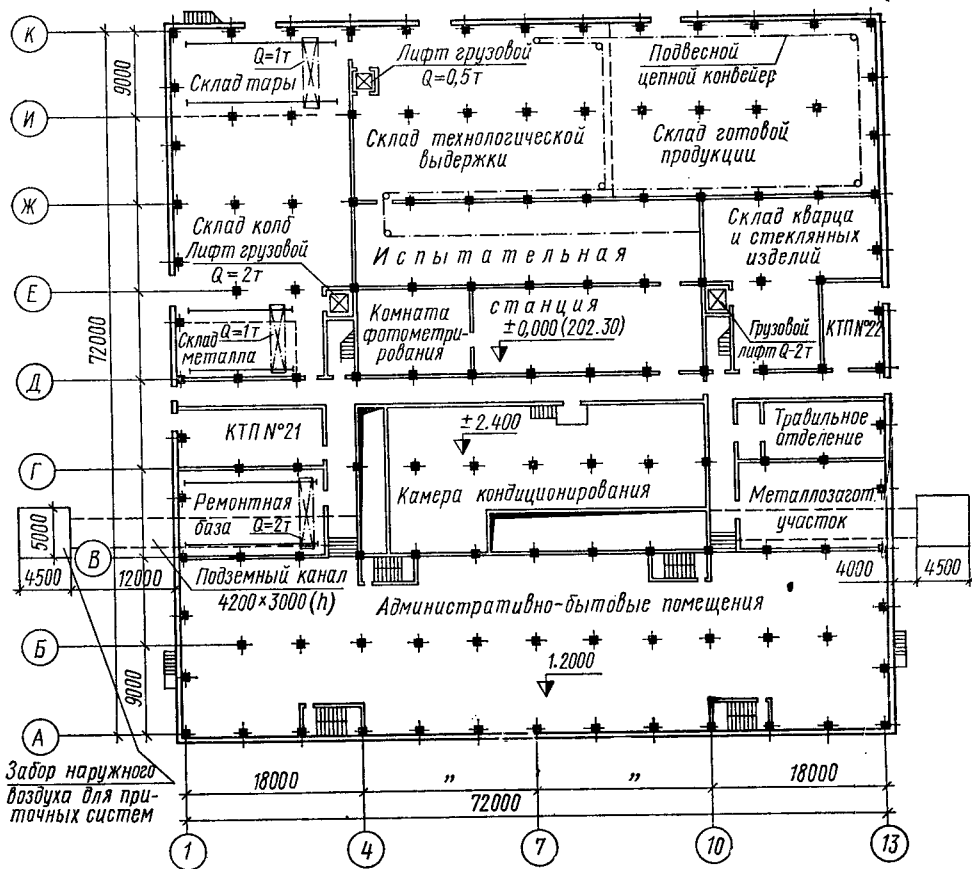 К
И
Ж
Е
Д
Г
В
Б
А
9000
72000
9000
Q=1т
Склад тары
Лифт грузовой
Q=0,5т
Подвесной
цепной конвейер
Склад технологической
выдержки
Склад готовой
продукции
Склад колб
Лифт грузовой
Q=2т
Испытательная
станция
±0,000(202.30)
Склад кварца
и стеклянных
изделий
Комната
фотометри-
рования
Q=1т
Склад
металла
Грузовой
лифт Q-2т
КТП №22
КТП №21
±2.400
Травильное
отделение
Камера кондиционирования
Ремонтная
база Q=2т
Металлозагот.
участок
5000
4500
12000
Подземный канал
4200×3000(h)
4000
4500
Административно-бытовые помещения
1.2000
Забор наружного
воздуха для при-
точных систем
18000
"
"
18000
72000
1
4
7
10
13